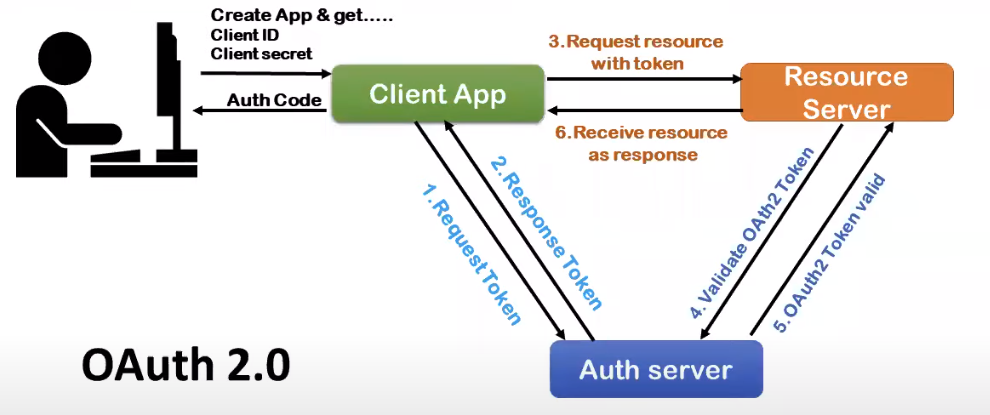 Create App & get.....
Client ID
Client secret
Auth Code
Client App
3.Request resource
with token
6.Receive resource
as response
Resource
Server
1.Request Token
2.Response Token
4.Validate OAth2 Token
5.OAuth2 Token valid
Auth server
OAuth 2.0